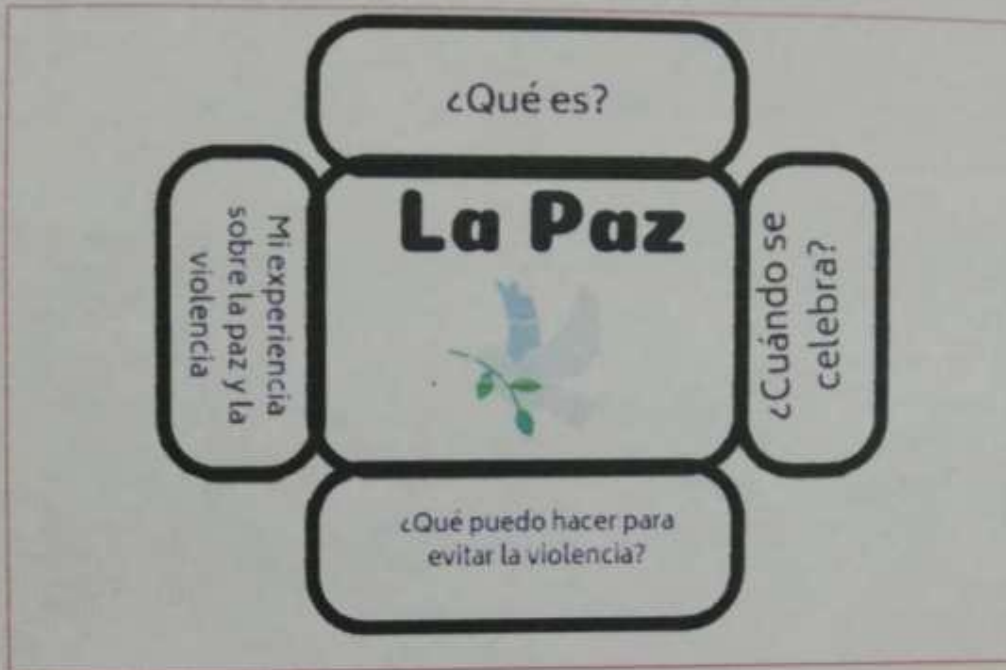 ¿Qué es?
La Paz
Mi experiencia
sobre la paz y la
violencia
¿Cuándo se
celebra?
¿Qué puedo hacer para
evitar la violencia?